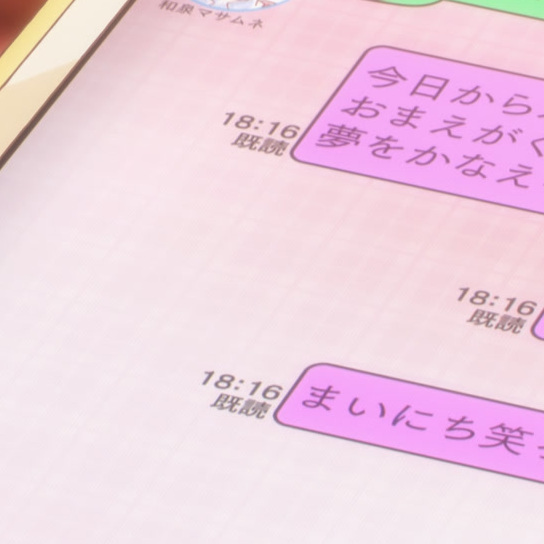 和泉マサムネ
今日から
おまえがく
夢をかなえ
18:16
既読
18:16
既読
まいにち笑っ
18:16
既読